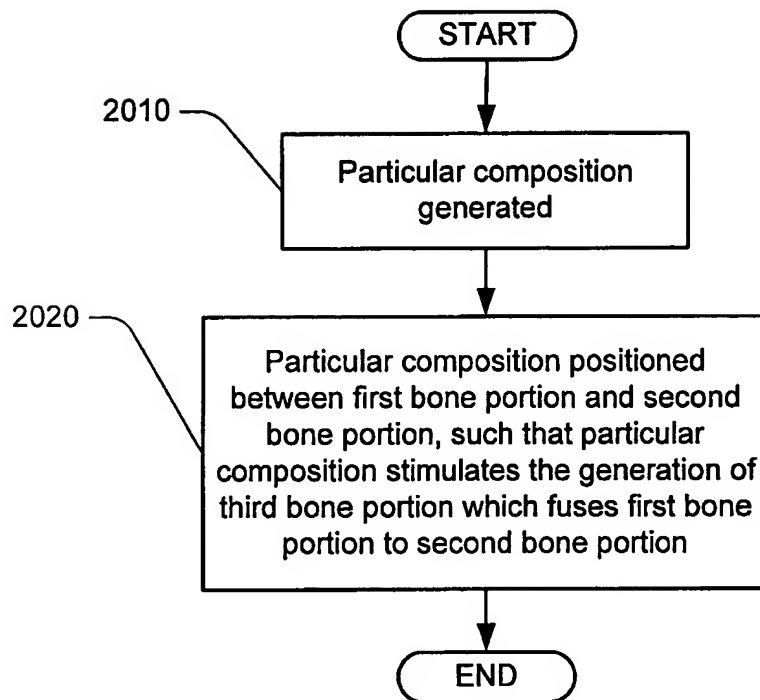 START
2010
Particular composition
generated
2020
Particular composition positioned
between first bone portion and second
bone portion, such that particular
composition stimulates the generation of
third bone portion which fuses first bone
portion to second bone portion
END